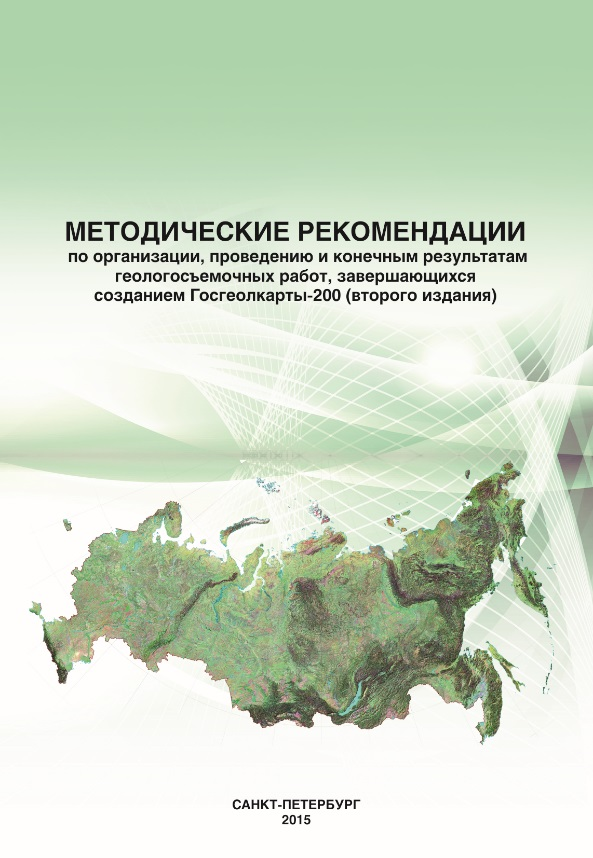 МЕТОДИЧЕСКИЕ РЕКОМЕНДАЦИИ
по организации, проведению и конечным результатам
геологосъемочных работ, завершающихся
созданием Госгеолкарты-200 (второго издания)
САНКТ-ПЕТЕРБУРГ
2015